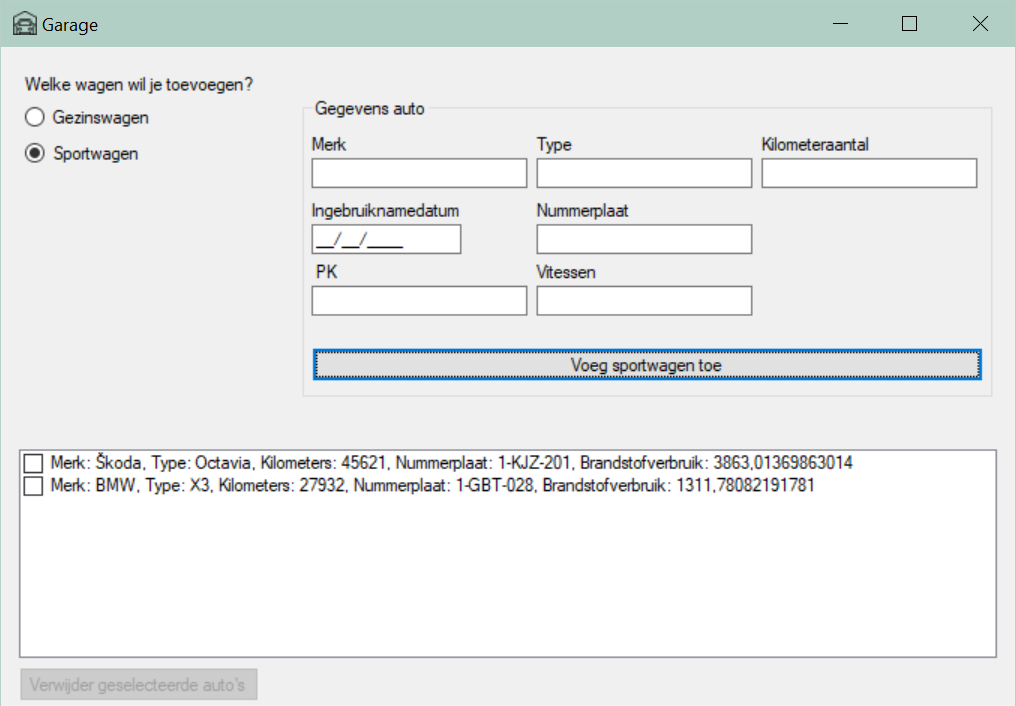 Garage
Welke wagen wil je toevoegen?
Gezinswagen
Sportwagen
Gegevens auto
Merk Type Kilometeraantal
Ingebruiknamedatum Nummerplaat
__/__/____
PK Vitessen
Voeg sportwagen toe
Merk: Škoda, Type: Octavia, Kilometers: 45621, Nummerplaat: 1-KJZ-201, Brandstofverbruik: 3863,01369863014
Merk: BMW, Type: X3, Kilometers: 27932, Nummerplaat: 1-GBT-028, Brandstofverbruik: 1311,78082191781
Verwijder geselecteerde auto's